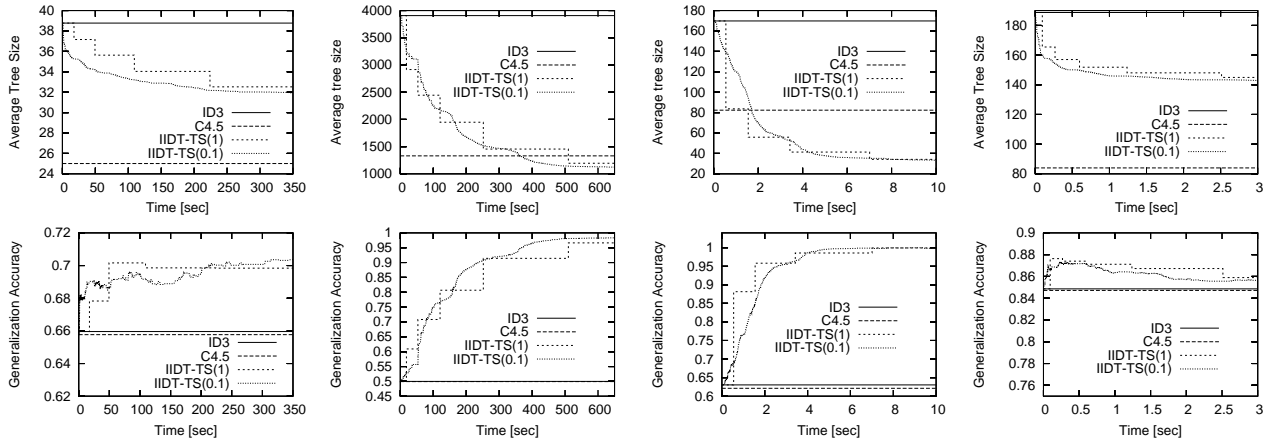 Average Tree Size
40
38
36
34
32
30
28
26
24
0 50 100 150 200 250 300 350
Time [sec]
ID3
C4.5
IIDT-TS(1)
IIDT-TS(0.1)
Average tree size
4000
3500
3000
2500
2000
1500
1000
0 100 200 300 400 500 600
Time [sec]
ID3
C4.5
IIDT-TS(1)
IIDT-TS(0.1)
Average tree size
180
160
140
120
100
80
60
40
20
0 2 4 6 8 10
Time [sec]
ID3
C4.5
IIDT-TS(1)
IIDT-TS(0.1)
Average Tree Size
180
160
140
120
100
80
0 0.5 1 1.5 2 2.5 3
Time [sec]
ID3
C4.5
IIDT-TS(1)
IIDT-TS(0.1)
Generalization Accuracy
0.72
0.7
0.68
0.66
0.64
0.62
0 50 100 150 200 250 300 350
Time [sec]
ID3
C4.5
IIDT-TS(1)
IIDT-TS(0.1)
Generalization Accuracy
1
0.95
0.9
0.85
0.8
0.75
0.7
0.65
0.6
0.55
0.5
0.45
0 100 200 300 400 500 600
Time [sec]
ID3
C4.5
IIDT-TS(1)
IIDT-TS(0.1)
Generalization Accuracy
1
0.95
0.9
0.85
0.8
0.75
0.7
0.65
0.6
0 2 4 6 8 10
Time [sec]
ID3
C4.5
IIDT-TS(1)
IIDT-TS(0.1)
Generalization Accuracy
0.9
0.88
0.86
0.84
0.82
0.8
0.78
0.76
0 0.5 1 1.5 2 2.5 3
Time [sec]
ID3
C4.5
IIDT-TS(1)
IIDT-TS(0.1)